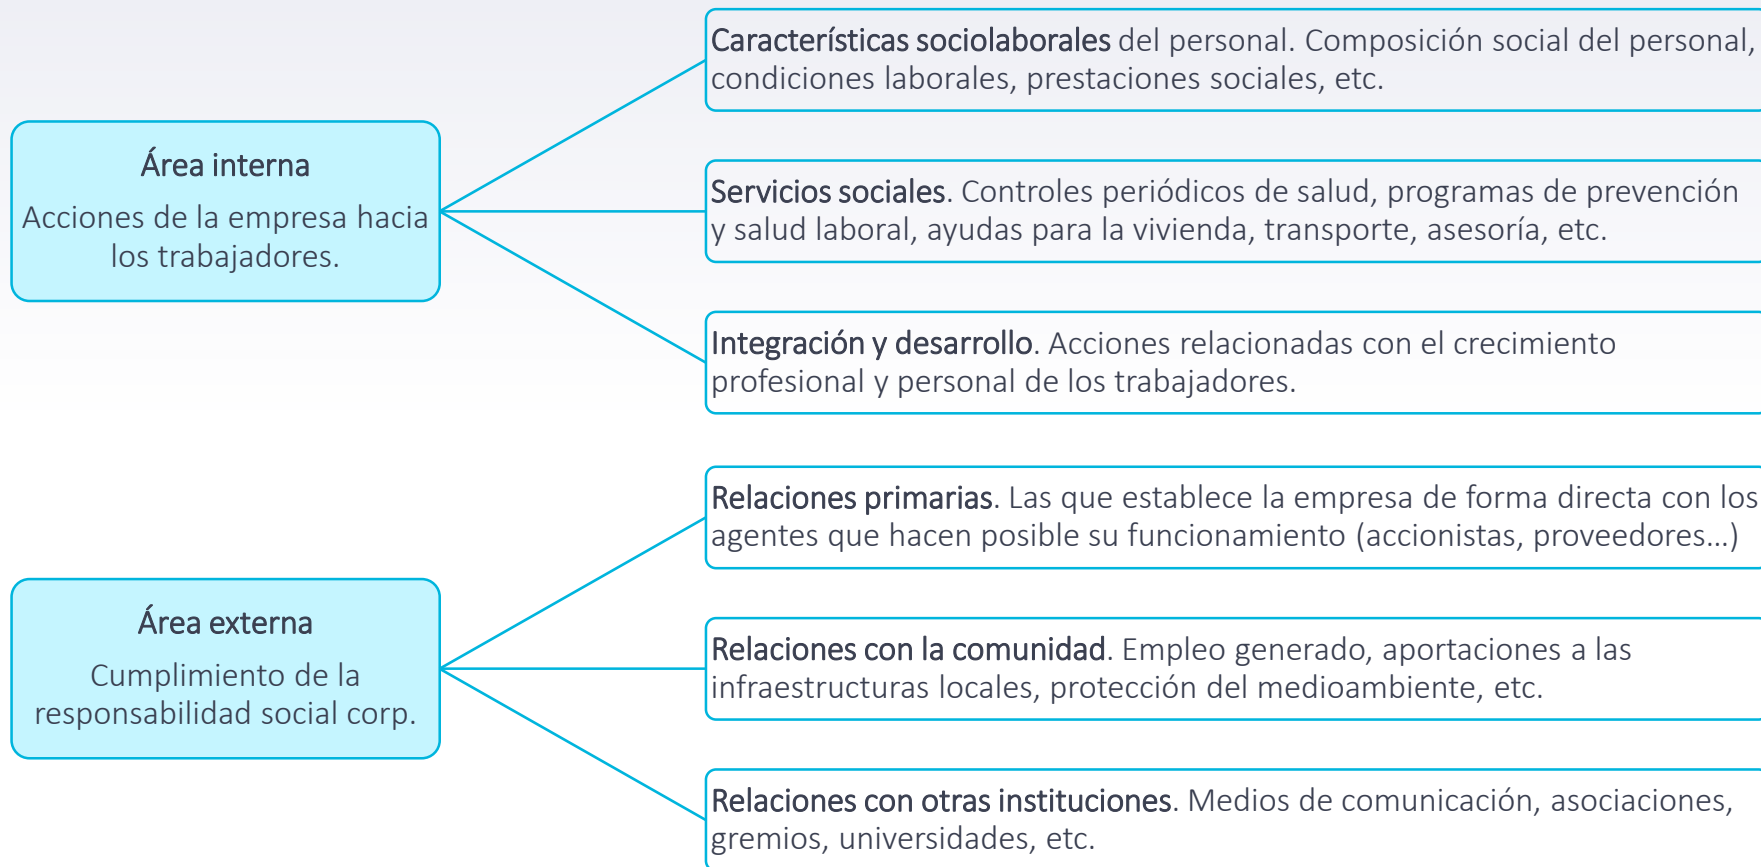 Área interna
Acciones de la empresa hacia
los trabajadores.
Características sociolaborales del personal. Composición social del personal,
condiciones laborales, prestaciones sociales, etc.
Servicios sociales. Controles periódicos de salud, programas de prevención
y salud laboral, ayudas para la vivienda, transporte, asesoría, etc.
Integración y desarrollo. Acciones relacionadas con el crecimiento
profesional y personal de los trabajadores.
Área externa
Cumplimiento de la
responsabilidad social corp.
Relaciones primarias. Las que establece la empresa de forma directa con los
agentes que hacen posible su funcionamiento (accionistas, proveedores...)
Relaciones con la comunidad. Empleo generado, aportaciones a las
infraestructuras locales, protección del medioambiente, etc.
Relaciones con otras instituciones. Medios de comunicación, asociaciones,
gremios, universidades, etc.